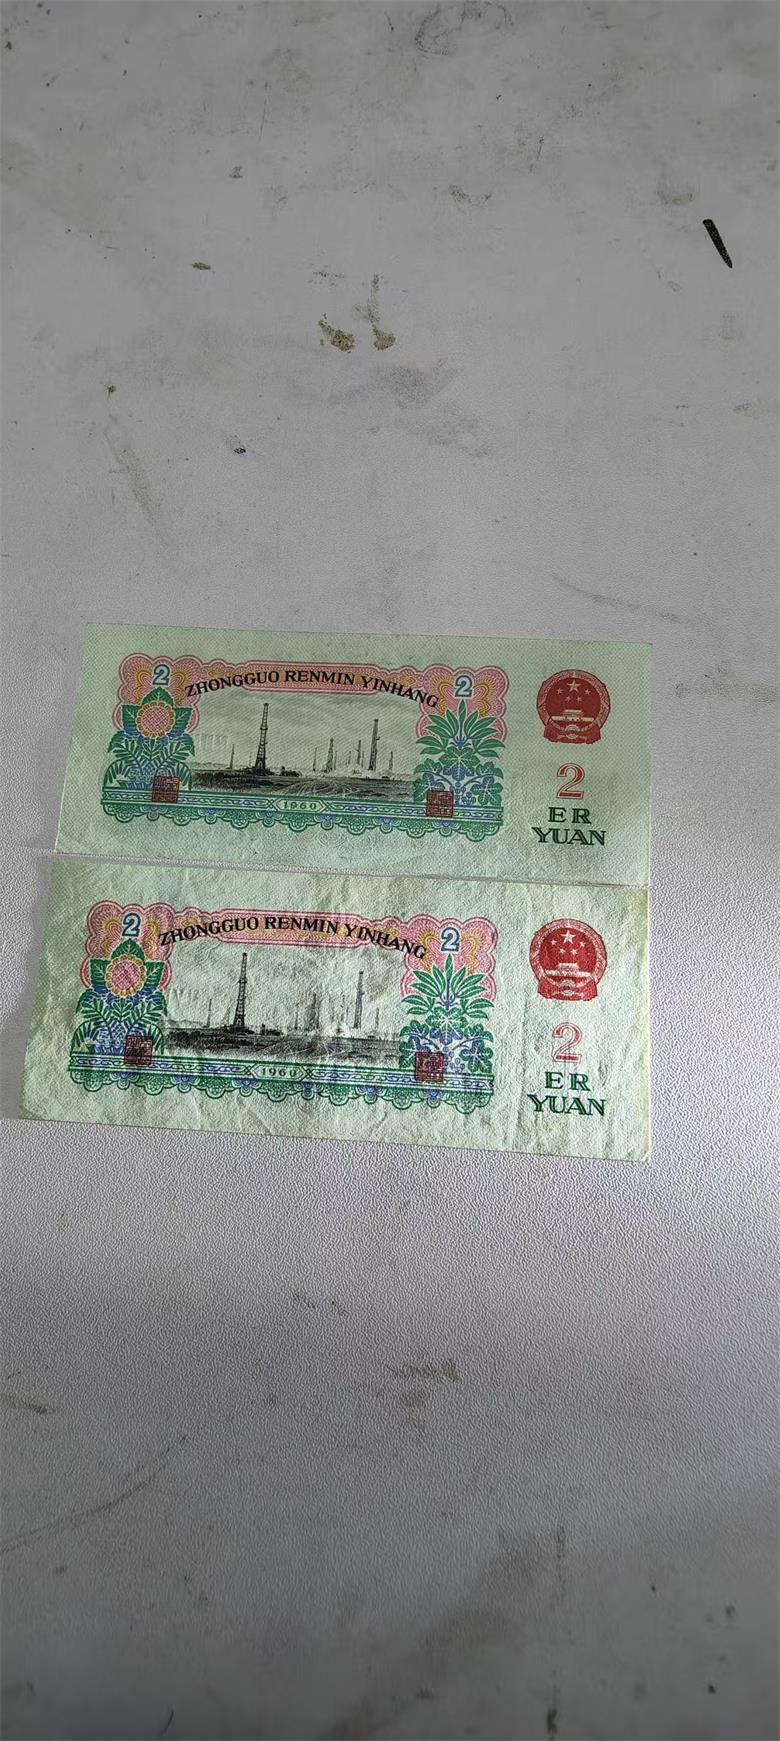 2 ZHONGGUO RENMIN YINHANG 2
1960
2
ER
YUAN
2 ZHONGGUO RENMIN YINHANG 2
1960
2
ER
YUAN